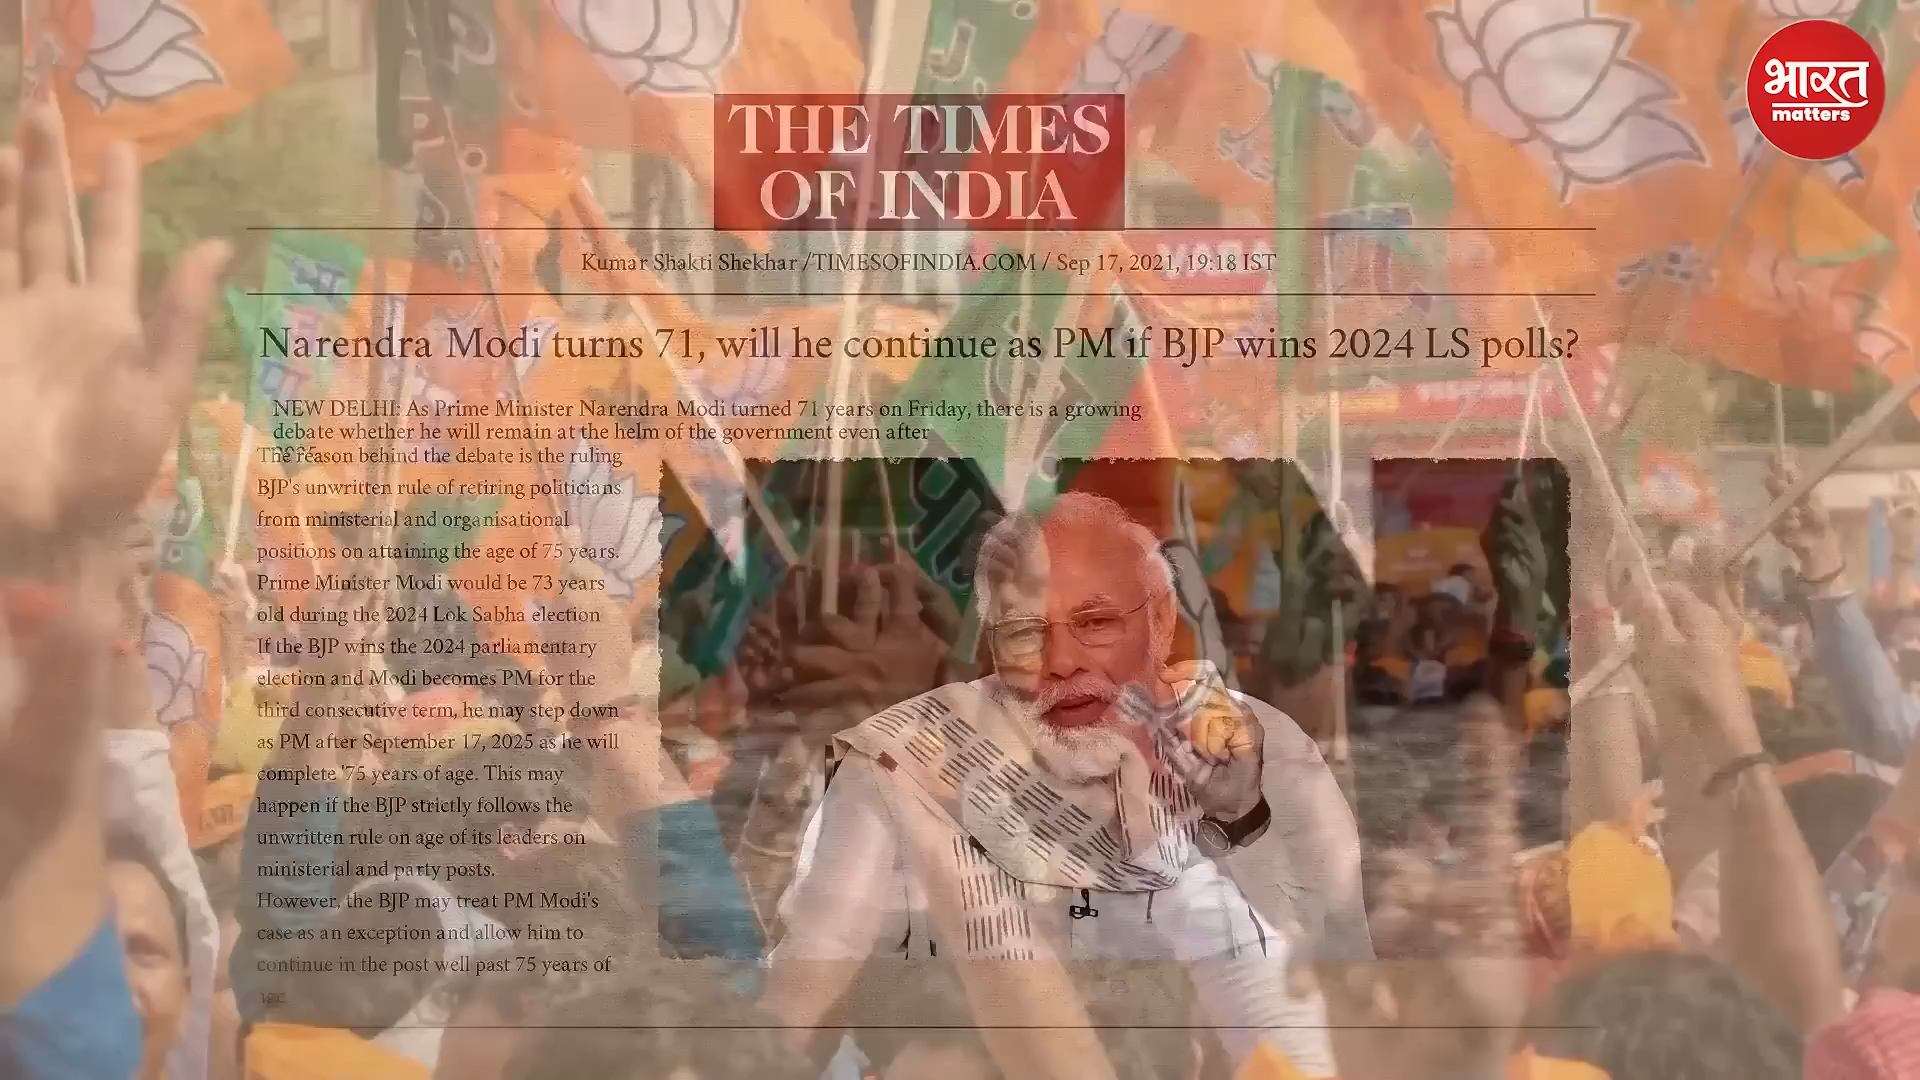 भारत
matters
THE TIMES
OF INDIA
Kumar Shakti Shekhar /TIMESOFINDIA.COM / Sep 17, 2021, 19:18 IST
Narendra Modi turns 71, will he continue as PM if BJP wins 2024 LS polls?
NEW DELHI: As Prime Minister Narendra Modi turned 71 years on Friday, there is a growing
debate whether he will remain at the helm of the government even after
The reason behind the debate is the ruling
BJP's unwritten rule of retiring politicians
from ministerial and organisational
positions on attaining the age of 75 years.
Prime Minister Modi would be 73 years
old during the 2024 Lok Sabha election
If the BJP wins the 2024 parliamentary
election and Modi becomes PM for the
third consecutive term, he may step down
as PM after September 17, 2025 as he will
complete '75 years of age. This may
happen if the BJP strictly follows the
unwritten rule on age of its leaders on
ministerial and party posts.
However, the BJP may treat PM Modi's
case as an exception and allow him to
continue in the post well past 75 years of